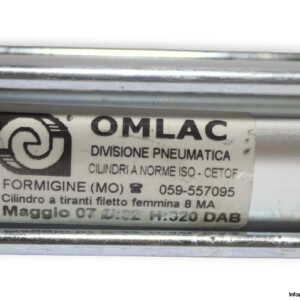 OMLAC
DIVISIONE PNEUMATICA
CILINDRI A NORME ISO - CETOP
FORMIGINE (MO) ☎ 059-557095
Cilindro a tiranti filetto femmina 8 MA
Maggio 07 Ø:32 H:320 DAB